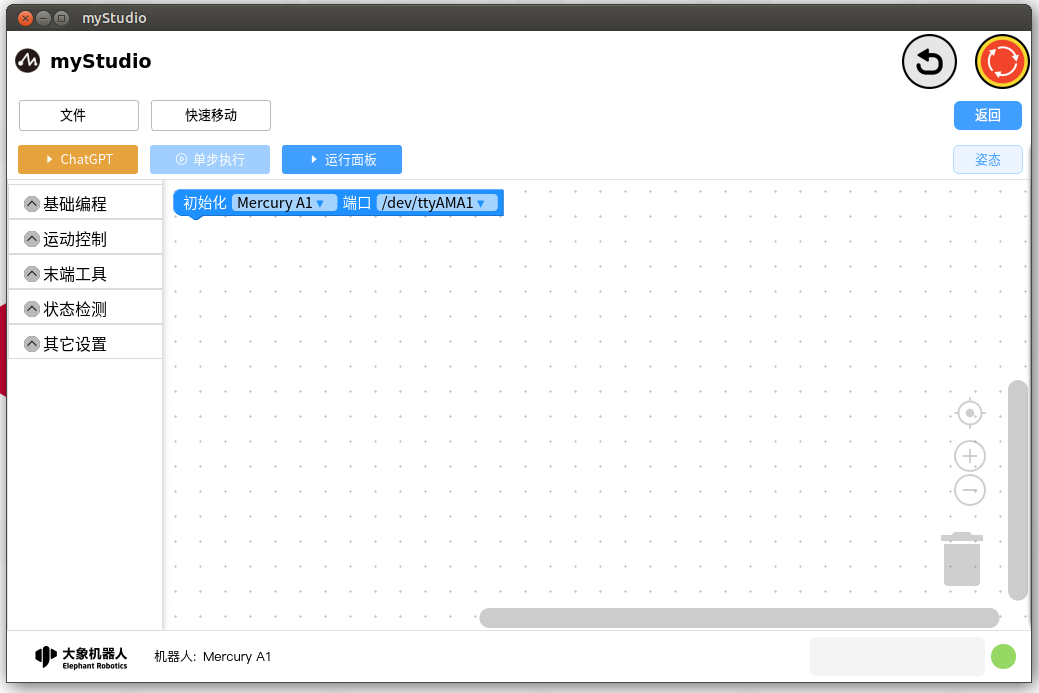 myStudio
myStudio
文件 快速移动 返回
ChatGPT 单步执行 运行面板 姿态
基础编程
运动控制
末端工具
状态检测
其它设置
初始化 Mercury A1 端口 /dev/ttyAMA1
大象机器人
Elephant Robotics
机器人: Mercury A1